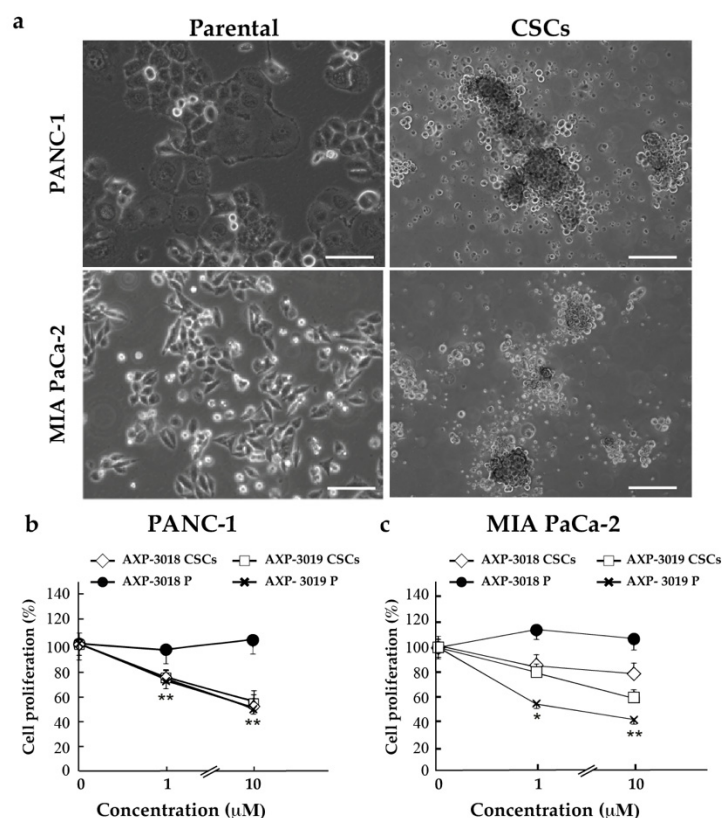 a
Parental CSCs
PANC-1
MIA PaCa-2
b PANC-1
AXP-3018 CSCs AXP-3019 CSCs
AXP-3018 P AXP- 3019 P
Cell proliferation (%)
140
120
100
80
60
40
20
0
**
**
0 1 10
Concentration (µM)
c MIA PaCa-2
AXP-3018 CSCs AXP-3019 CSCs
AXP-3018 P AXP- 3019 P
Cell proliferation (%)
140
120
100
80
60
40
20
0
*
**
0 1 10
Concentration (µM)